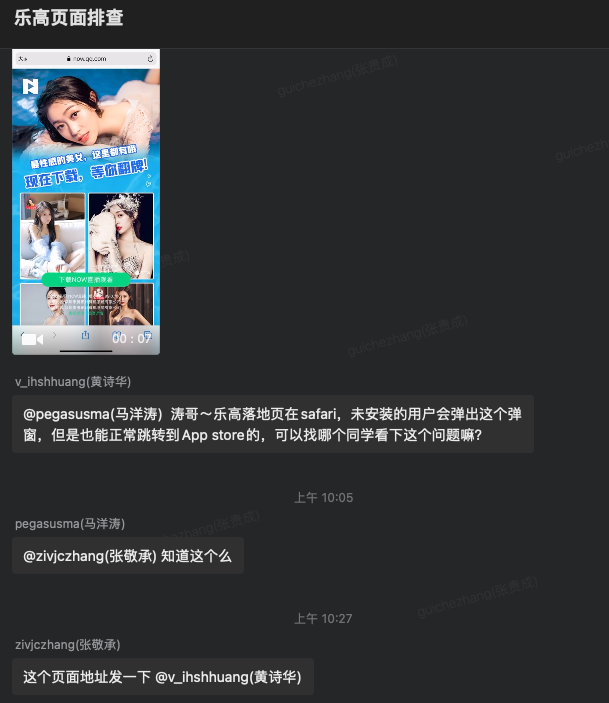 乐高页面排查
大小
now.qq.com
最性感的美女，这里都有哟
现在下载，等你翻牌!
下载NOW直播观看
00:07
v_ihshhuang(黄诗华)
@pegasusma(马洋涛) 涛哥～乐高落地页在safari，未安装的用户会弹出这个弹
窗，但是也能正常跳转到App store的，可以找哪个同学看下这个问题嘛?
上午 10:05
pegasusma(马洋涛)
@zivjczhang(张敬承) 知道这个么
上午 10:27
zivjczhang(张敬承)
这个页面地址发一下 @v_ihshhuang(黄诗华)
guichezhang(张贵成)